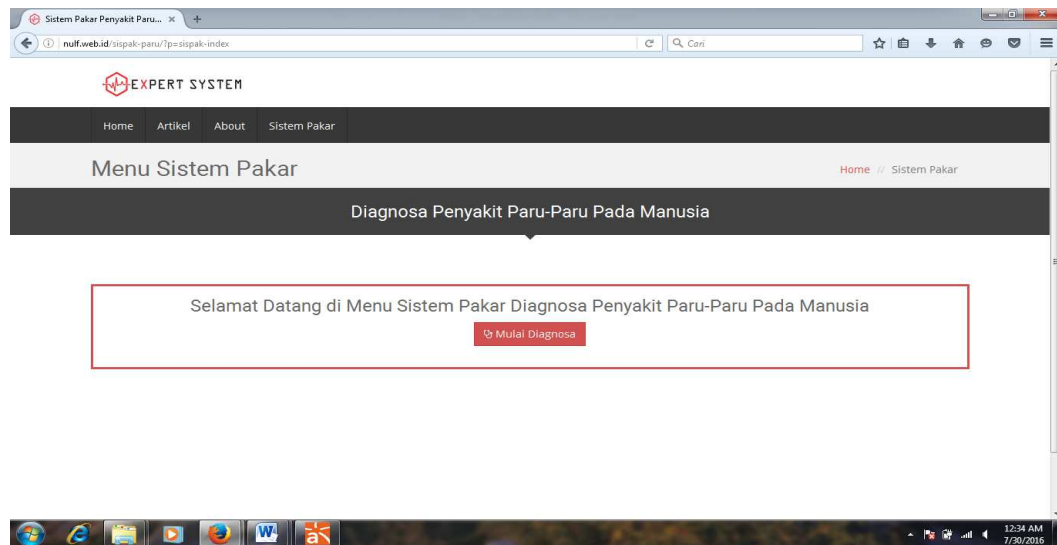 Sistem Pakar Penyakit Paru...
nulf.web.id/sispak-paru/?p=sispak-index
Cari
EXPERT SYSTEM
Home Artikel About Sistem Pakar
Menu Sistem Pakar
Home // Sistem Pakar
Diagnosa Penyakit Paru-Paru Pada Manusia
Selamat Datang di Menu Sistem Pakar Diagnosa Penyakit Paru-Paru Pada Manusia
Mulai Diagnosa
12:34 AM
7/30/2016